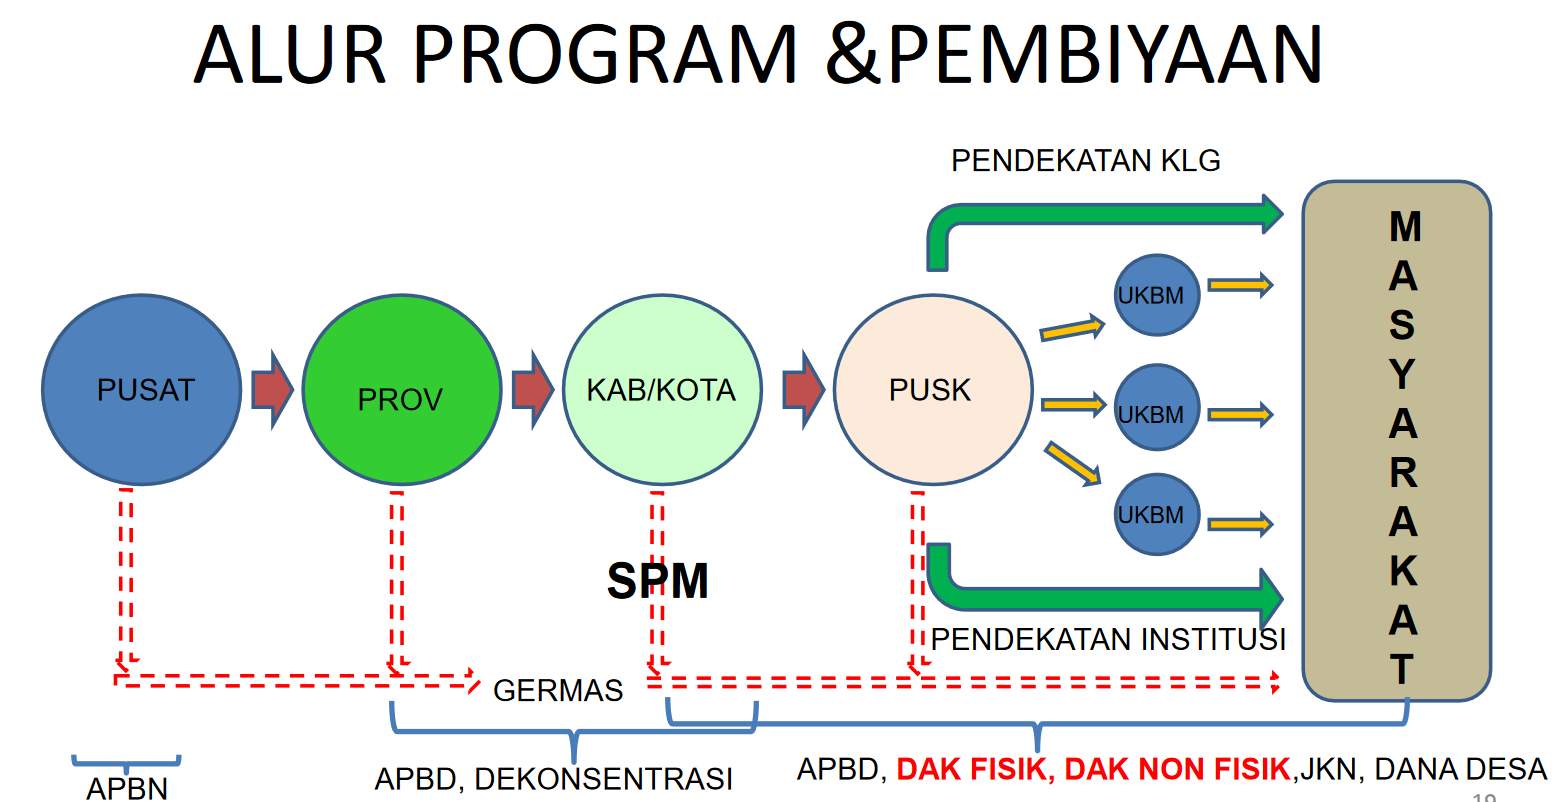 ALUR PROGRAM &PEMBIYAAN
PENDEKATAN KLG
PUSAT
PROV
KAB/KOTA
PUSK
UKBM
UKBM
UKBM
M
A
S
Y
A
R
A
K
A
T
SPM
PENDEKATAN INSTITUSI
GERMAS
APBN
APBD, DEKONSENTRASI
APBD, DAK FISIK, DAK NON FISIK,JKN, DANA DESA
19